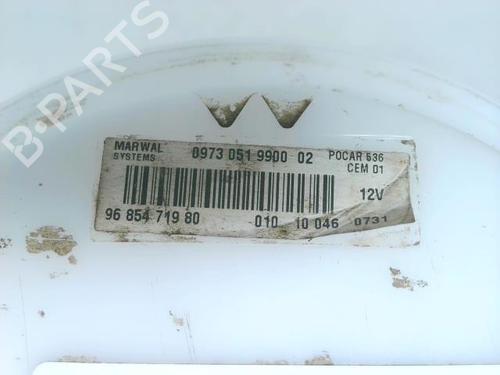 B-PARTS
MARWAL
SYSTEMS
0973 051 9900 02
POCAR 536
CEM 01
12V
96 854 719 80
010 10 046 0731